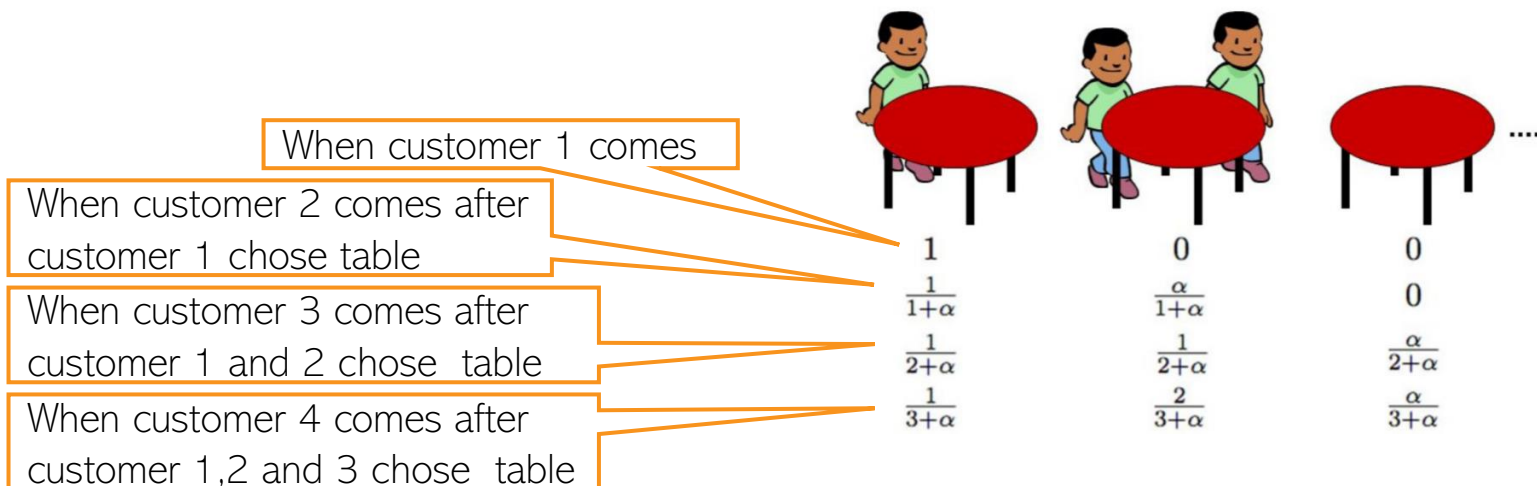 ....
When customer 1 comes
When customer 2 comes after
customer 1 chose table
When customer 3 comes after
customer 1 and 2 chose table
When customer 4 comes after
customer 1,2 and 3 chose table
1 0 0
1/1+α α/1+α 0
1/2+α 1/2+α α/2+α
1/3+α 2/3+α α/3+α